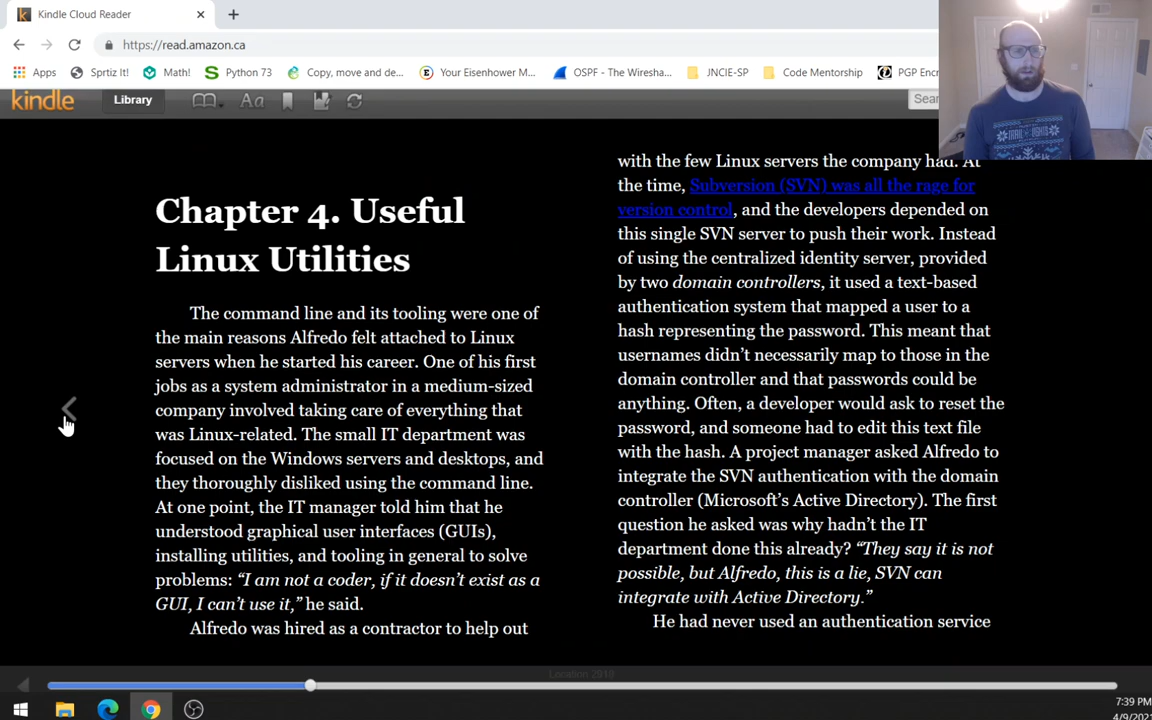 Kindle Cloud Reader
https://read.amazon.ca
Apps
Sprtiz It!
Math!
Python 73
Copy, move and de...
Your Eisenhower M...
OSPF - The Wiresha...
JNCIE-SP
Code Mentorship
PGP Encr
kindle
Library
Aa
Sear
Chapter 4. Useful
Linux Utilities
The command line and its tooling were one of
the main reasons Alfredo felt attached to Linux
servers when he started his career. One of his first
jobs as a system administrator in a medium-sized
company involved taking care of everything that
was Linux-related. The small IT department was
focused on the Windows servers and desktops, and
they thoroughly disliked using the command line.
At one point, the IT manager told him that he
understood graphical user interfaces (GUIs),
installing utilities, and tooling in general to solve
problems: “I am not a coder, if it doesn’t exist as a
GUI, I can’t use it,” he said.
Alfredo was hired as a contractor to help out
with the few Linux servers the company had. At
the time, Subversion (SVN) was all the rage for
version control, and the developers depended on
this single SVN server to push their work. Instead
of using the centralized identity server, provided
by two domain controllers, it used a text-based
authentication system that mapped a user to a
hash representing the password. This meant that
usernames didn’t necessarily map to those in the
domain controller and that passwords could be
anything. Often, a developer would ask to reset the
password, and someone had to edit this text file
with the hash. A project manager asked Alfredo to
integrate the SVN authentication with the domain
controller (Microsoft’s Active Directory). The first
question he asked was why hadn’t the IT
department done this already? “They say it is not
possible, but Alfredo, this is a lie, SVN can
integrate with Active Directory.”
He had never used an authentication service
Location 2910
7:39 PM